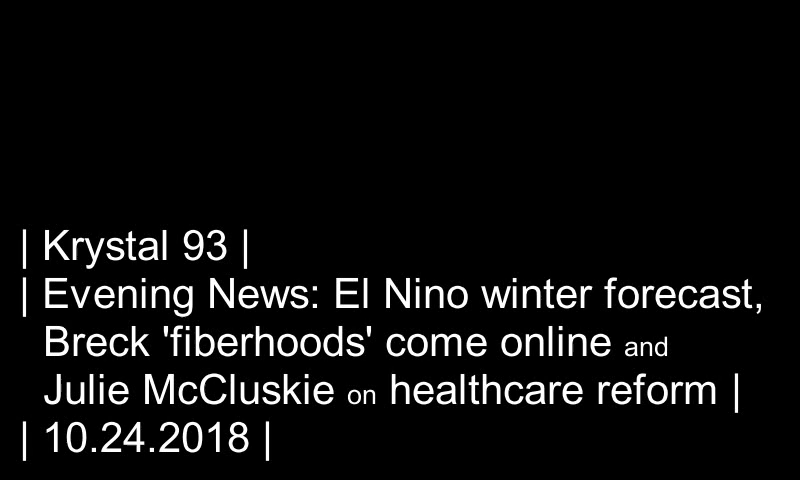 | Krystal 93 |
| Evening News: El Nino winter forecast,
Breck 'fiberhoods' come online and
Julie McCluskie on healthcare reform |
| 10.24.2018 |